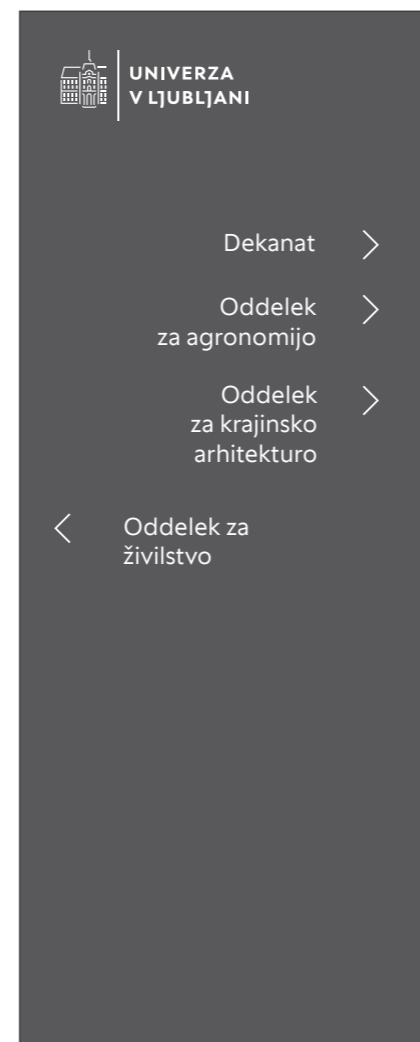 UNIVERZA
V LJUBLJANI
Dekanat
Oddelek
za agronomijo
Oddelek
za krajinsko
arhitekturo
Oddelek za
živilstvo